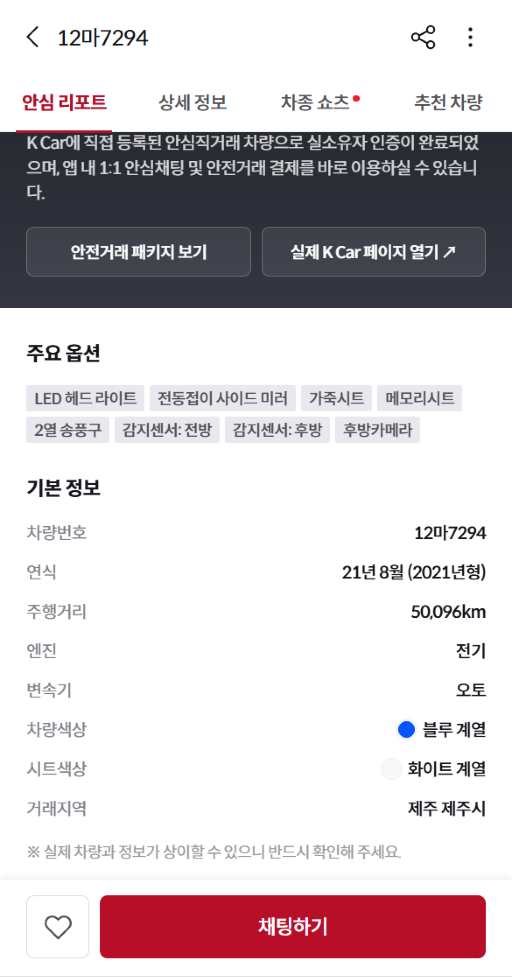 12마7294
안심 리포트 상세 정보 차종 쇼츠 추천 차량
K Car에 직접 등록된 안심직거래 차량으로 실소유자 인증이 완료되었
으며, 앱 내 1:1 안심채팅 및 안전거래 결제를 바로 이용하실 수 있습니
다.
안전거래 패키지 보기 실제 K Car 페이지 열기 ↗
주요 옵션
LED 헤드 라이트 전동접이 사이드 미러 가죽시트 메모리시트
2열 송풍구 감지센서: 전방 감지센서: 후방 후방카메라
기본 정보
차량번호 12마7294
연식 21년 8월 (2021년형)
주행거리 50,096km
엔진 전기
변속기 오토
차량색상 블루 계열
시트색상 화이트 계열
거래지역 제주 제주시
※ 실제 차량과 정보가 상이할 수 있으니 반드시 확인해 주세요.
채팅하기